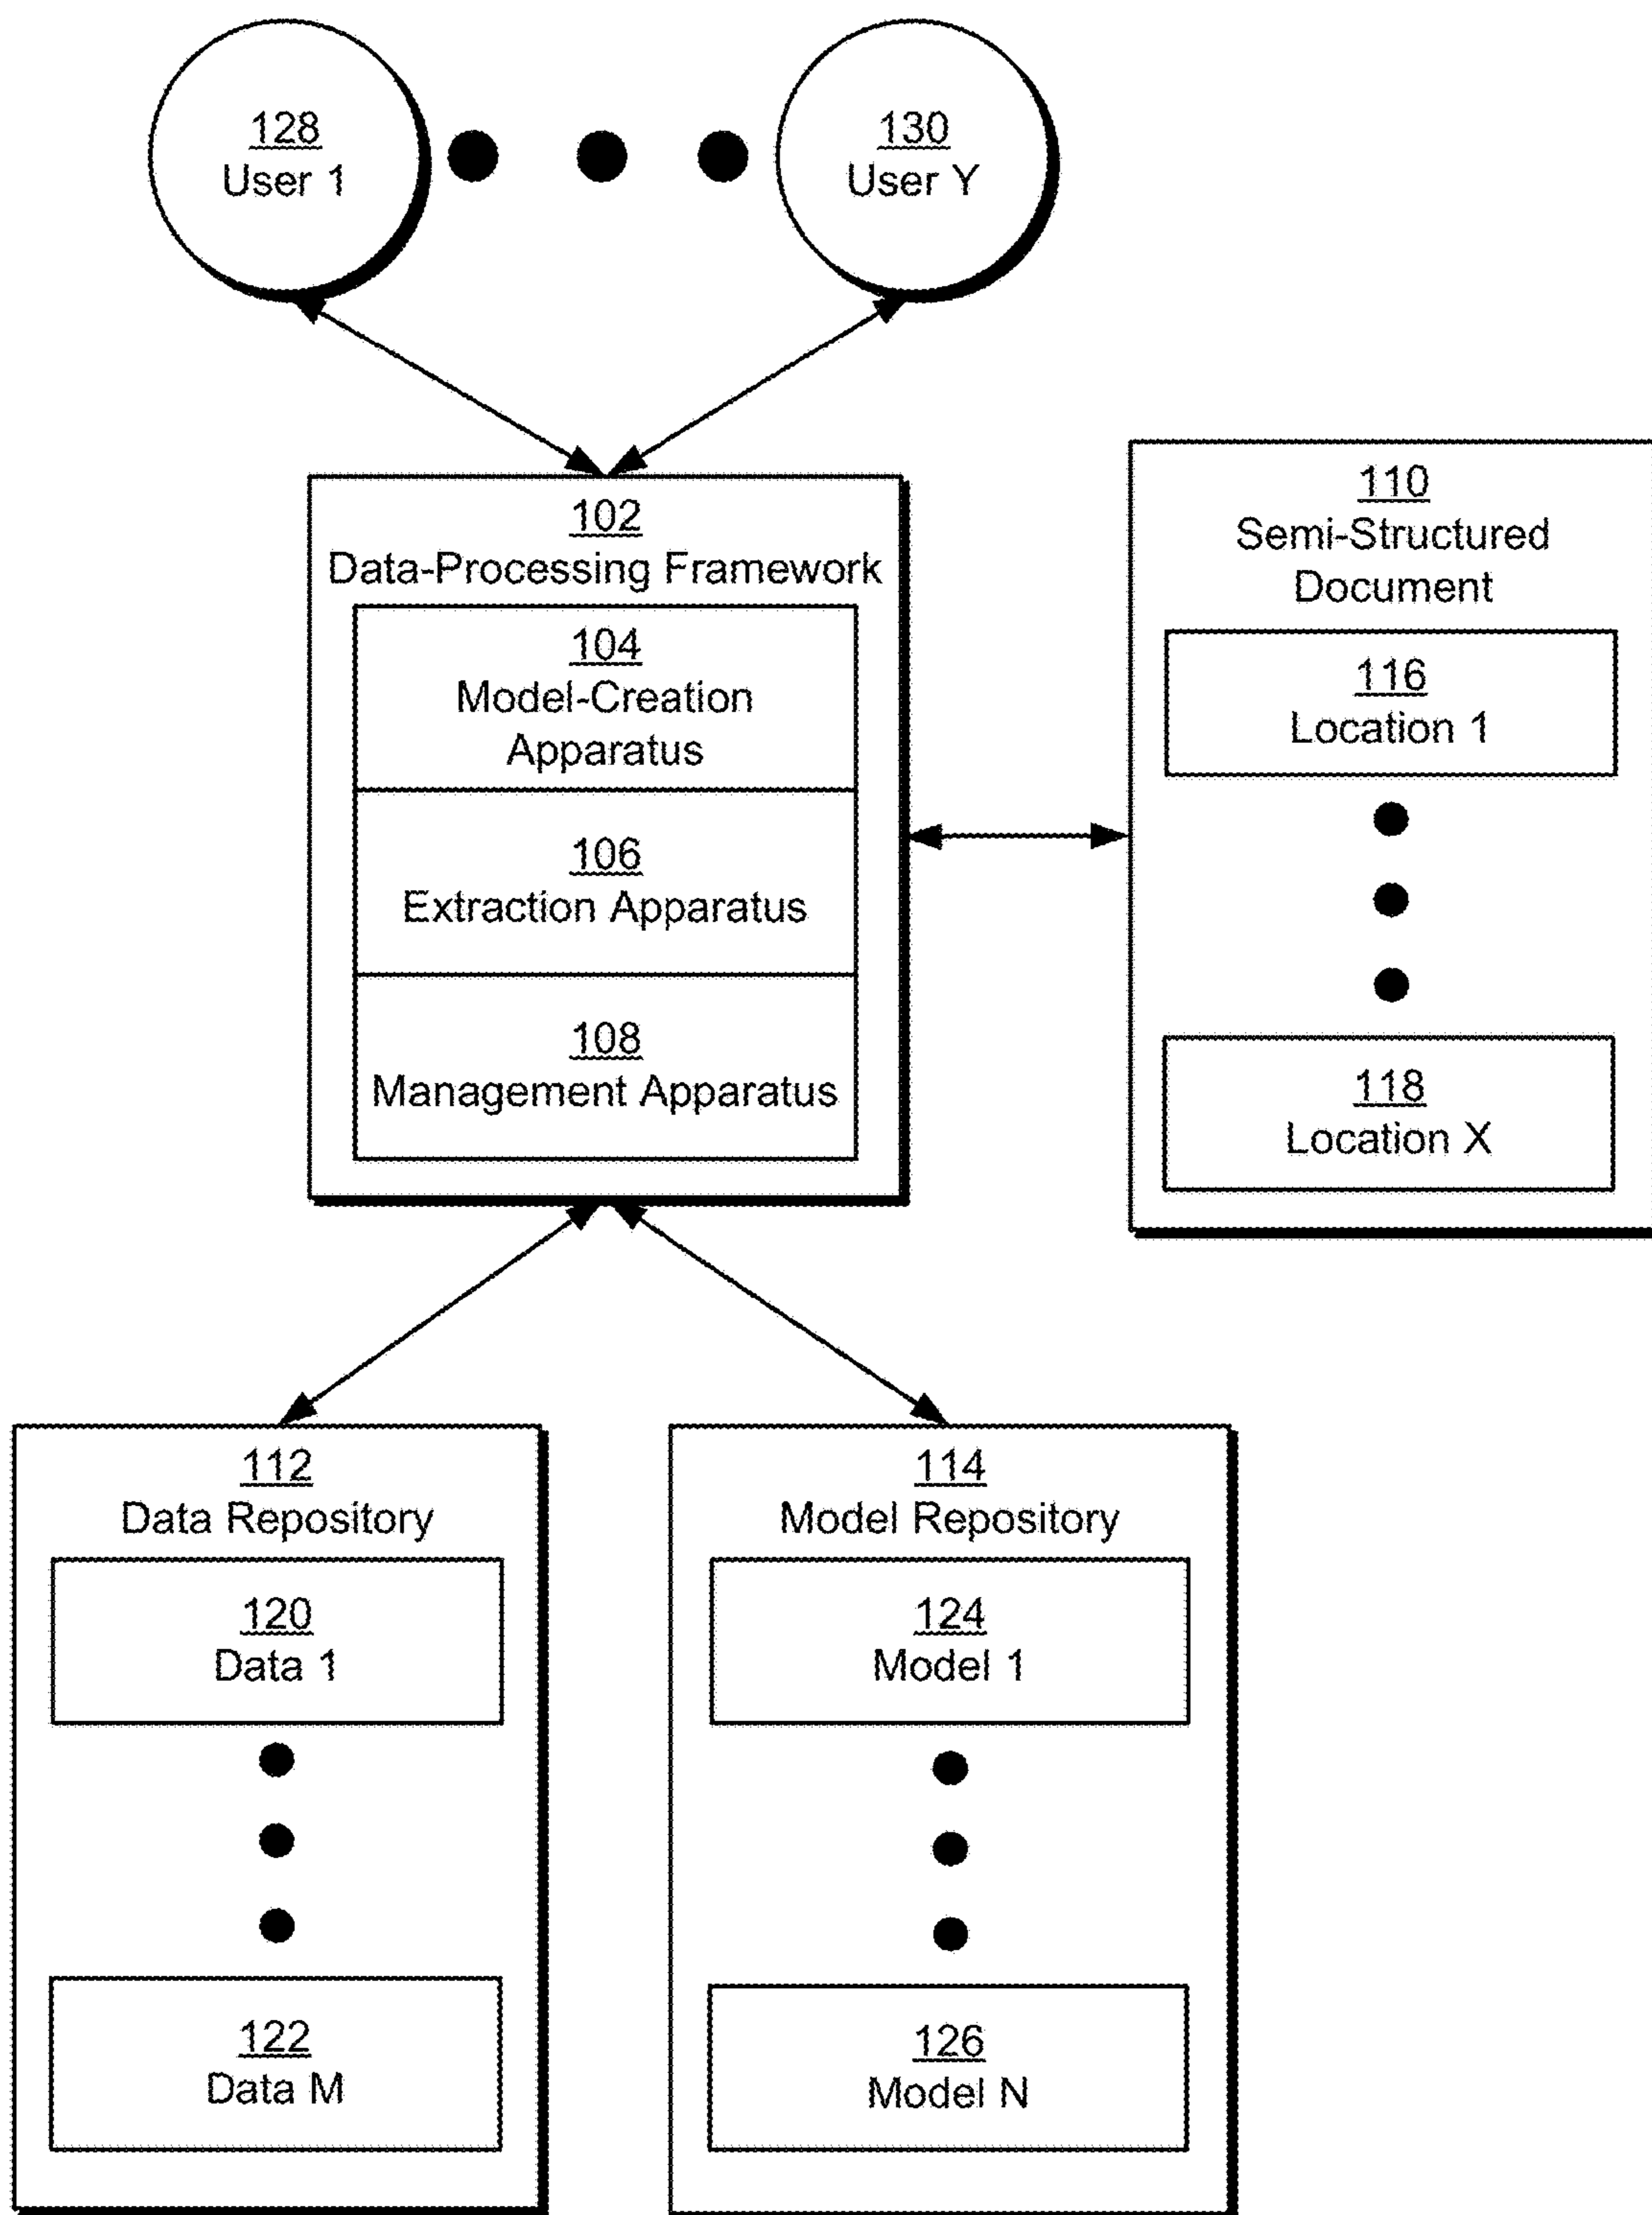 128
User 1
130
User Y
102
Data-Processing Framework
104
Model-Creation
Apparatus
106
Extraction Apparatus
108
Management Apparatus
110
Semi-Structured
Document
116
Location 1
118
Location X
112
Data Repository
120
Data 1
122
Data M
114
Model Repository
124
Model 1
126
Model N